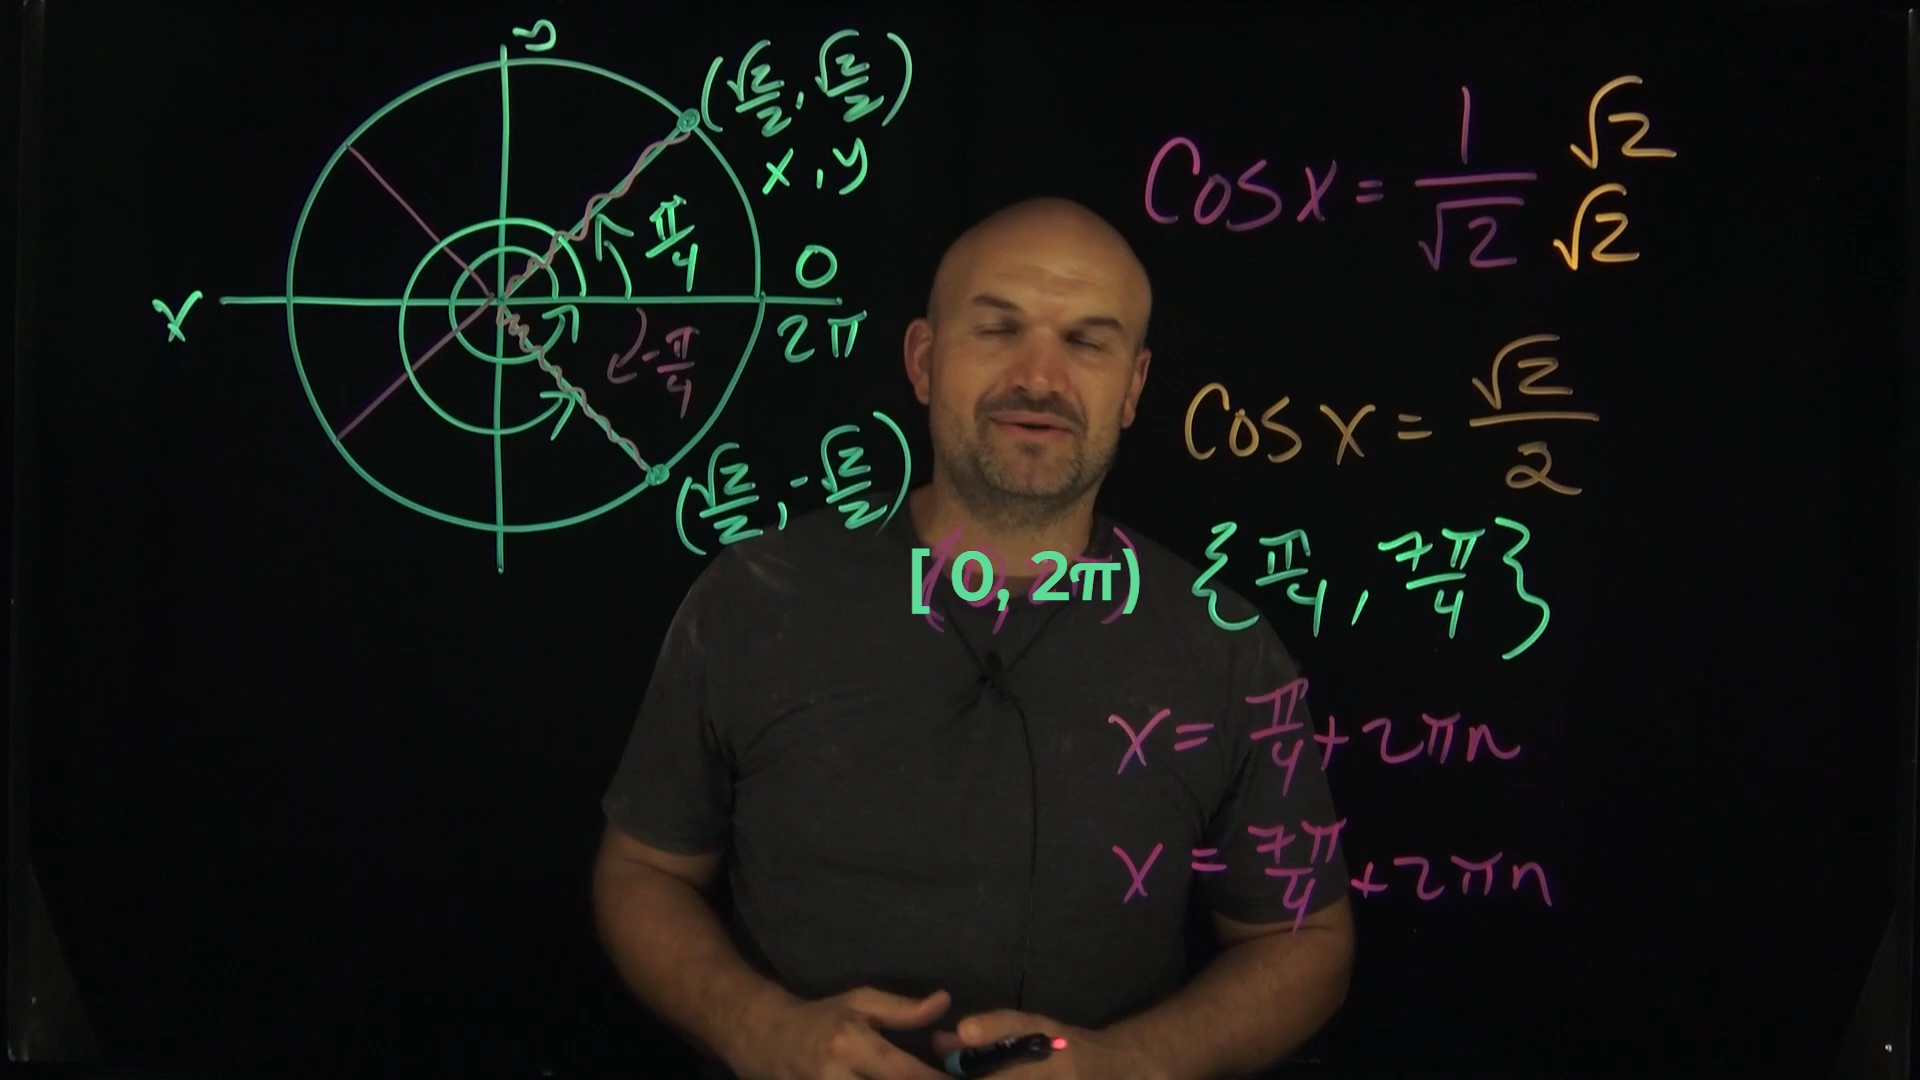 y
(√2/2, √2/2)
x, y
π/4
0
x
2π
-π/4
(√2/2, -√2/2)
cos x = 1/√2 √2/√2
cos x = √2/2
[ 0, 2π) {π/4, 7π/4}
x = π/4 + 2πn
x = 7π/4 + 2πn